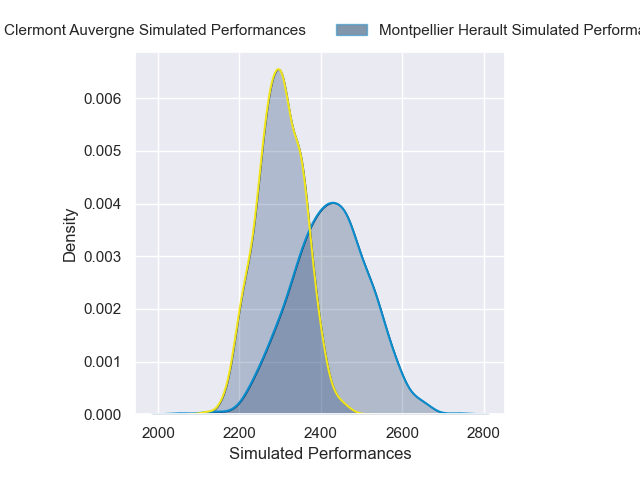 Clermont Auvergne Simulated Performances
Montpellier Herault Simulated
0.006
0.005
0.004
0.003
0.002
0.001
0.000
Density
2000 2200 2400 2600 2800
Simulated Performances